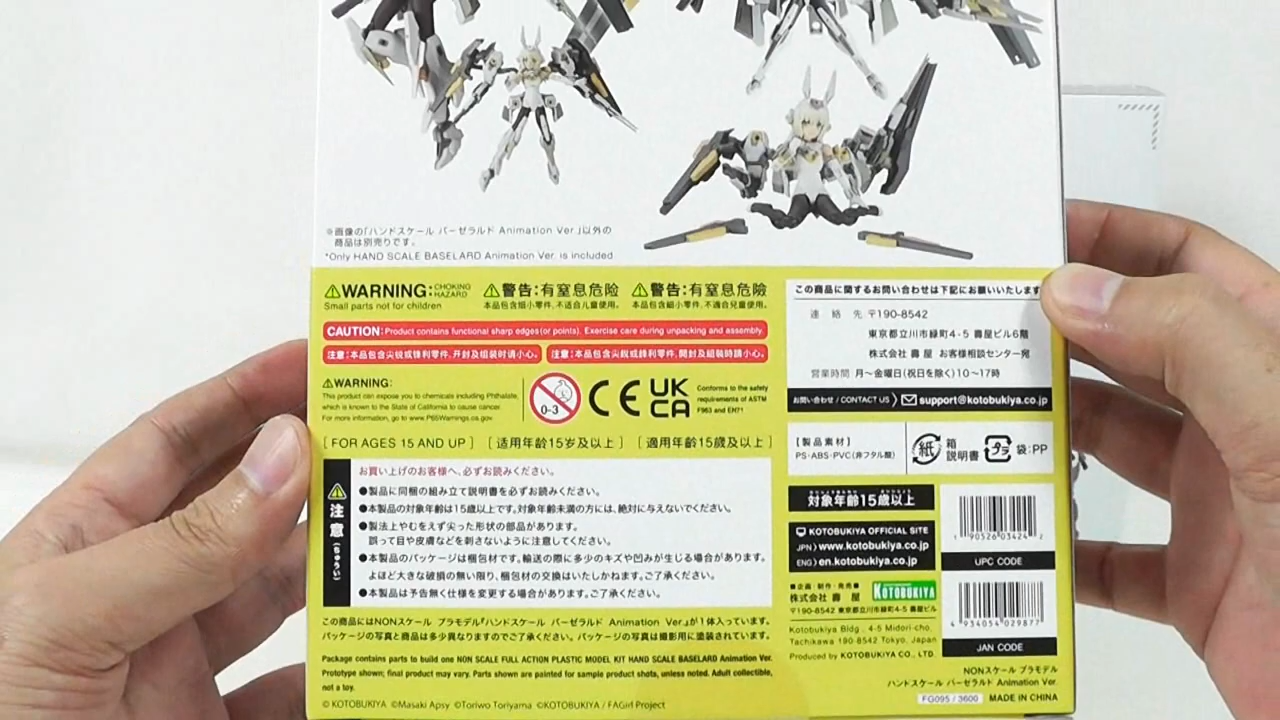 ※画像の「ハンドスケール バーゼラルド Animation Ver.」以外の
商品は別売りです。
*Only HAND SCALE BASELARD Animation Ver. is included
WARNING: CHOKING HAZARD
Small parts not for children
警告:有窒息危险
本品包含细小零件,不适合儿童使用。
警告:有窒息危險
本品包含細小零件,不適合兒童使用。
CAUTION: Product contains functional sharp edges(or points). Exercise care during unpacking and assembly.
注意:本品包含尖锐或锋利零件,开封及组装时请小心。
注意:本品包含尖銳或鋒利零件,開封及組裝時請小心。
WARNING:
This product can expose you to chemicals including Phthalate,
which is known to the State of California to cause cancer.
For more information, go to www.P65Warnings.ca.gov
0-3
CE
UK
CA
Conforms to the safety
requirements of ASTM
F963 and EN71
[FOR AGES 15 AND UP] [适用年龄15岁及以上] [適用年齡15歲及以上]
注意(ちゅうい)
お買い上げのお客様へ、必ずお読みください。
●製品に同梱の組み立て説明書を必ずお読みください。
●本製品の対象年齢は15歳以上です。対象年齢未満の方には、絶対に与えないでください。
●製法上やむをえず尖った形状の部品があります。
誤って目や皮膚などを刺さないように注意してください。
●本製品のパッケージは梱包材です。輸送の際に多少のキズや凹みが生じる場合があります。
よほど大きな破損の無い限り、梱包材の交換はいたしかねます。ご了承ください。
●本製品は予告無く仕様を変更する場合があります。ご了承ください。
この商品にはNONスケール プラモデル『ハンドスケール バーゼラルド Animation Ver.』が1体入っています。
パッケージの写真と商品は多少異なりますのでご了承ください。パッケージの写真は撮影用に塗装されています。
Package contains parts to build one NON SCALE FULL ACTION PLASTIC MODEL KIT HAND SCALE BASELARD Animation Ver.
Prototype shown; final product may vary. Parts shown are painted for sample product shots, unless noted. Adult collectible,
not a toy.
© KOTOBUKIYA ©Masaki Apsy ©Toriwo Toriyama ©KOTOBUKIYA / FAGirl Project
この商品に関するお問い合わせは下記にお願いいたします
連絡先 〒190-8542
東京都立川市緑町4-5 壽屋ビル6階
株式会社 壽屋 お客様相談センター宛
営業時間 月〜金曜日(祝日を除く)10〜17時
お問い合わせ / CONTACT US 〉 support@kotobukiya.co.jp
【製品素材】
PS・ABS・PVC(非フタル酸)
紙
箱
説明書
プラ
袋:PP
対象年齢15歳以上
KOTOBUKIYA OFFICIAL SITE
JPN〉www.kotobukiya.co.jp
ENG〉en.kotobukiya.co.jp
■企画・制作・発売■
株式会社 壽屋
KOTOBUKIYA
〒190-8542 東京都立川市緑町4-5 壽屋ビル
Kotobukiya Bldg. 4-5 Midori-cho,
Tachikawa 190-8542 Tokyo, Japan
Produced by KOTOBUKIYA CO., LTD.
1 90526 03424 2
UPC CODE
4 934054 029877
JAN CODE
NONスケール プラモデル
ハンドスケール バーゼラルド Animation Ver.
FG095 / 3600 MADE IN CHINA